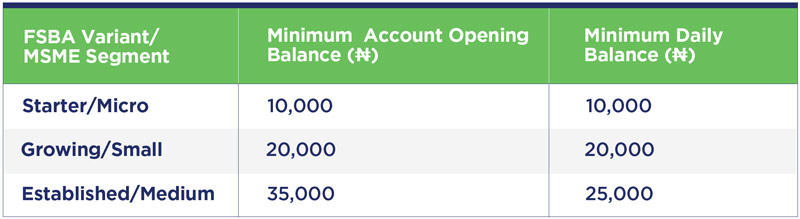 FSBA Variant/ MSME Segment Minimum  Account Opening Balance (₦) Minimum Daily Balance (₦)
Starter/Micro 10,000 10,000
Growing/Small 20,000 20,000
Established/Medium 35,000 25,000